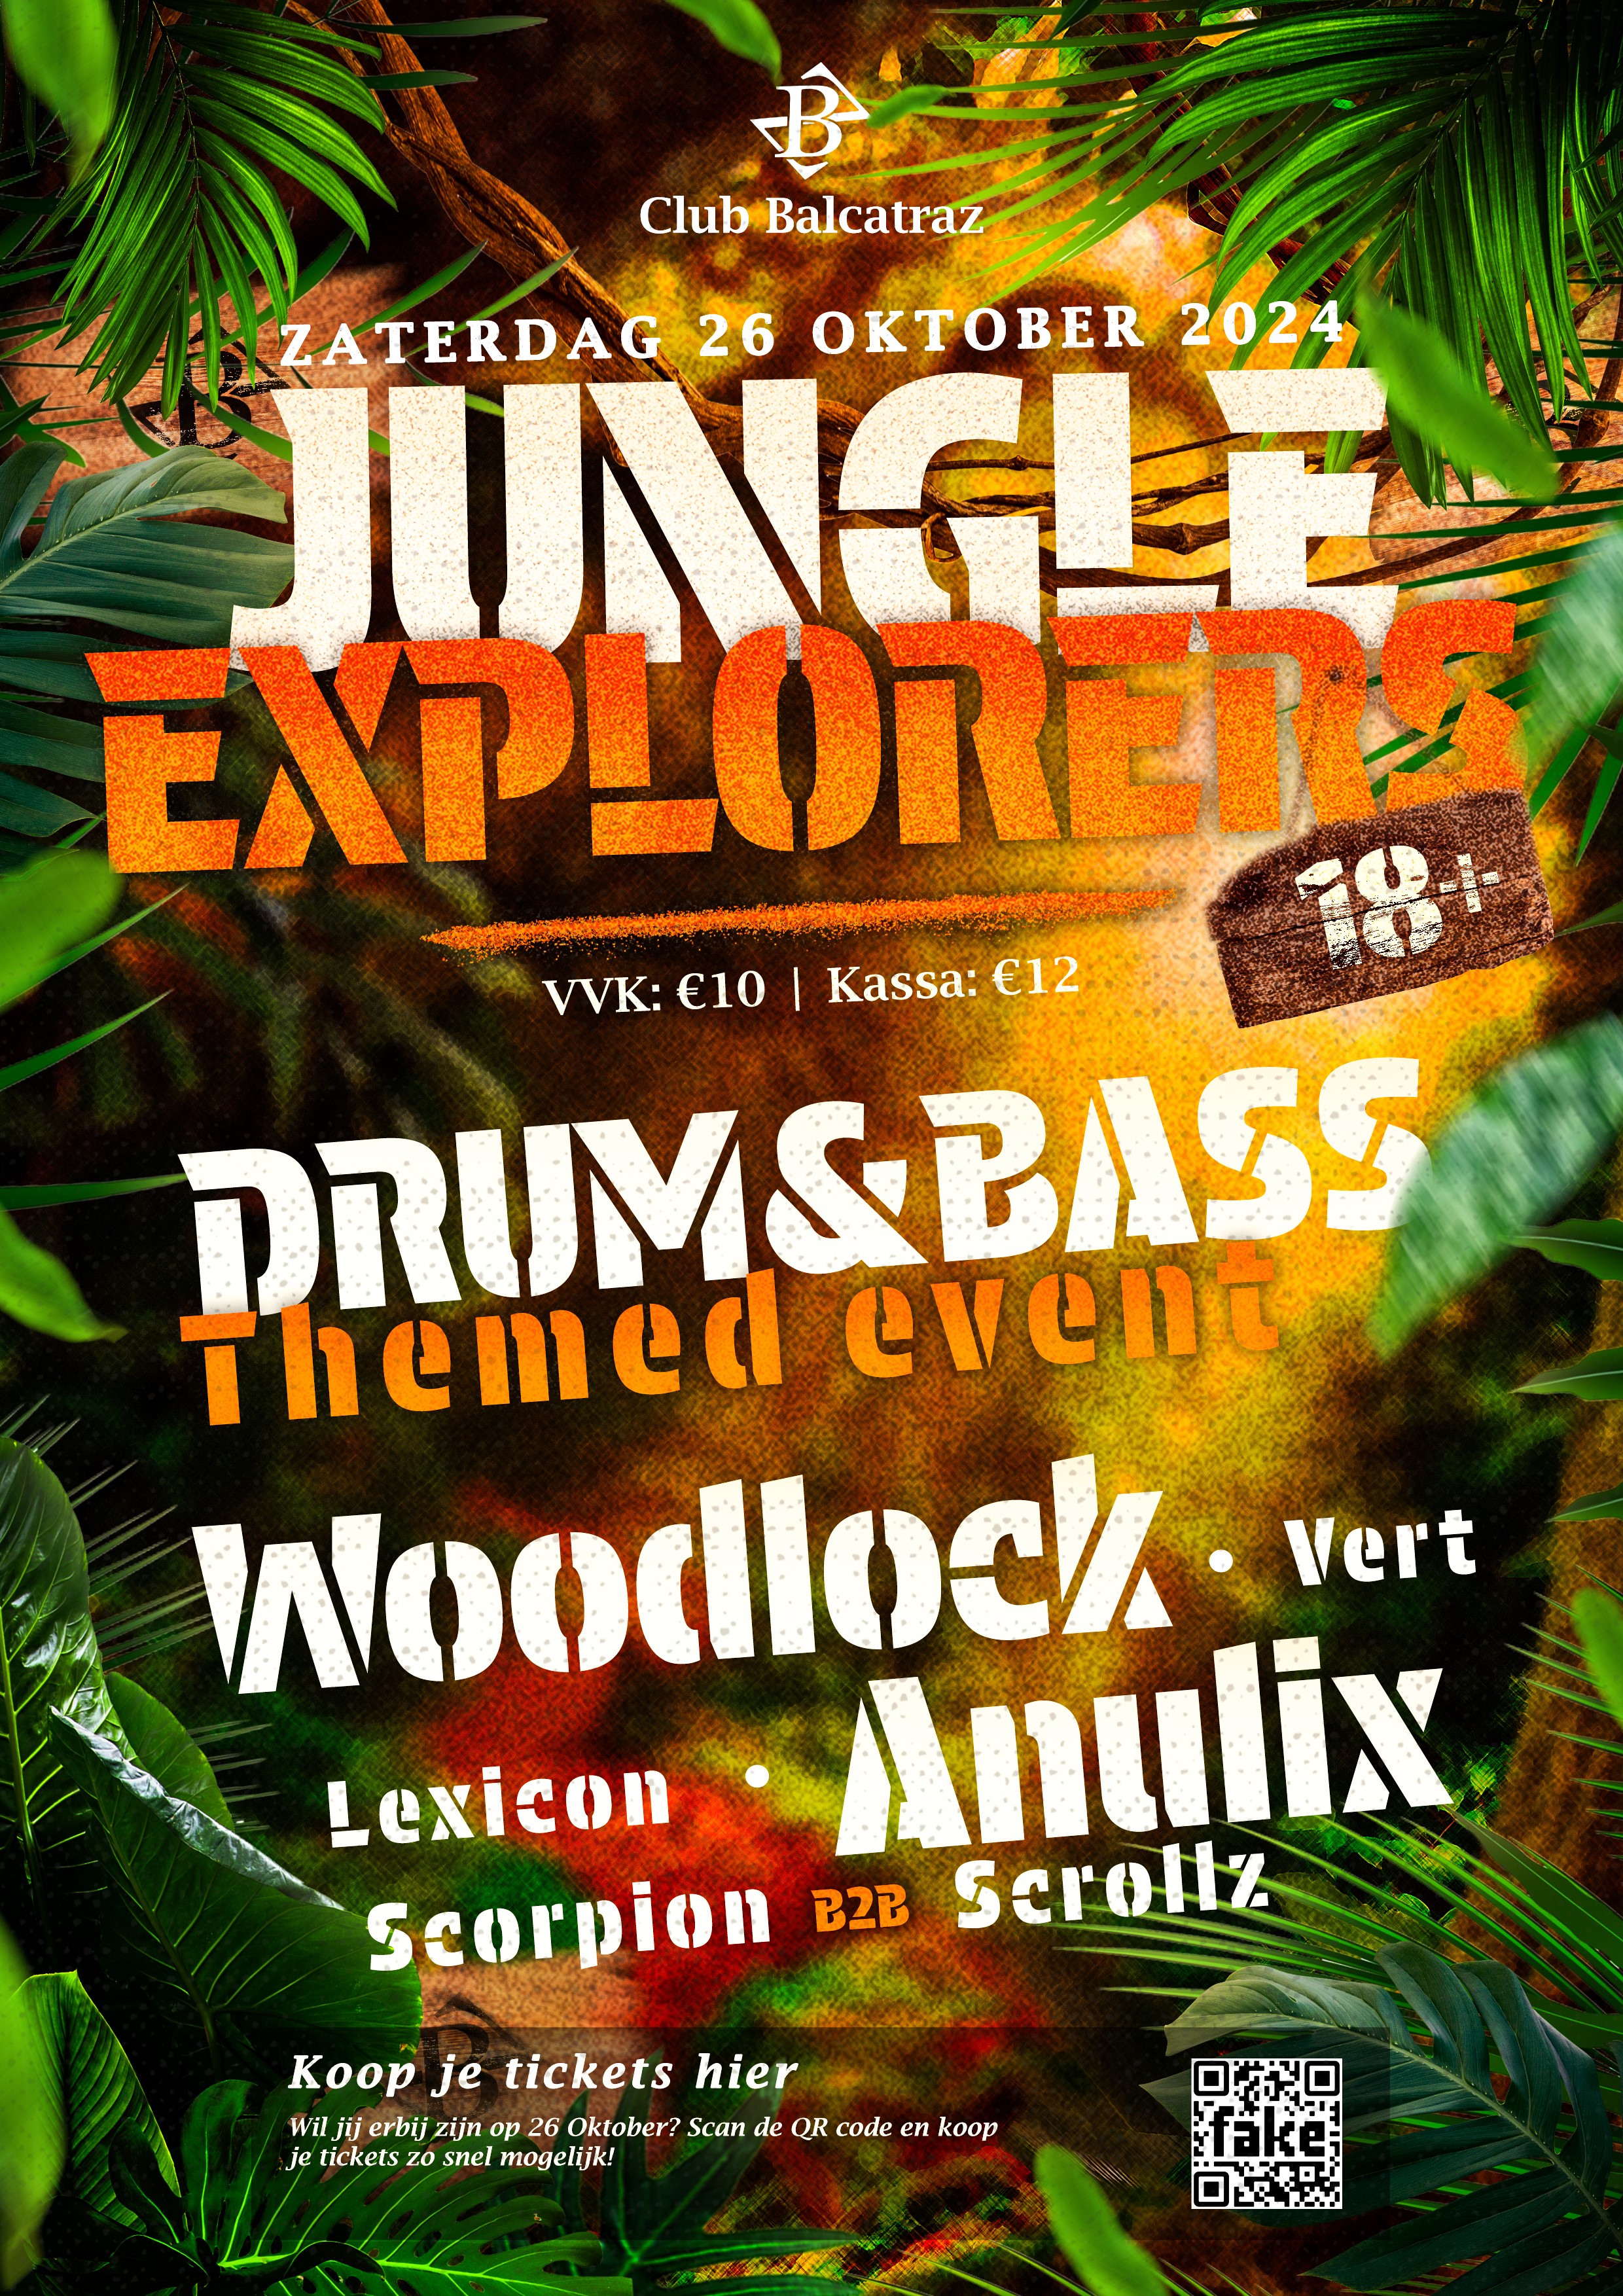 B
Club Balcatraz
ZATERDAG 26 OKTOBER 2024
B
JUNGLE
EXPLORERS
18+
VVK: €10 | Kassa: €12
DRUM&BASS
Themed event
Woodlock • Vert
Lexicon • Anulix
Scorpion B2B Scrollz
B
Koop je tickets hier
Wil jij erbij zijn op 26 Oktober? Scan de QR code en koop
je tickets zo snel mogelijk!
fake